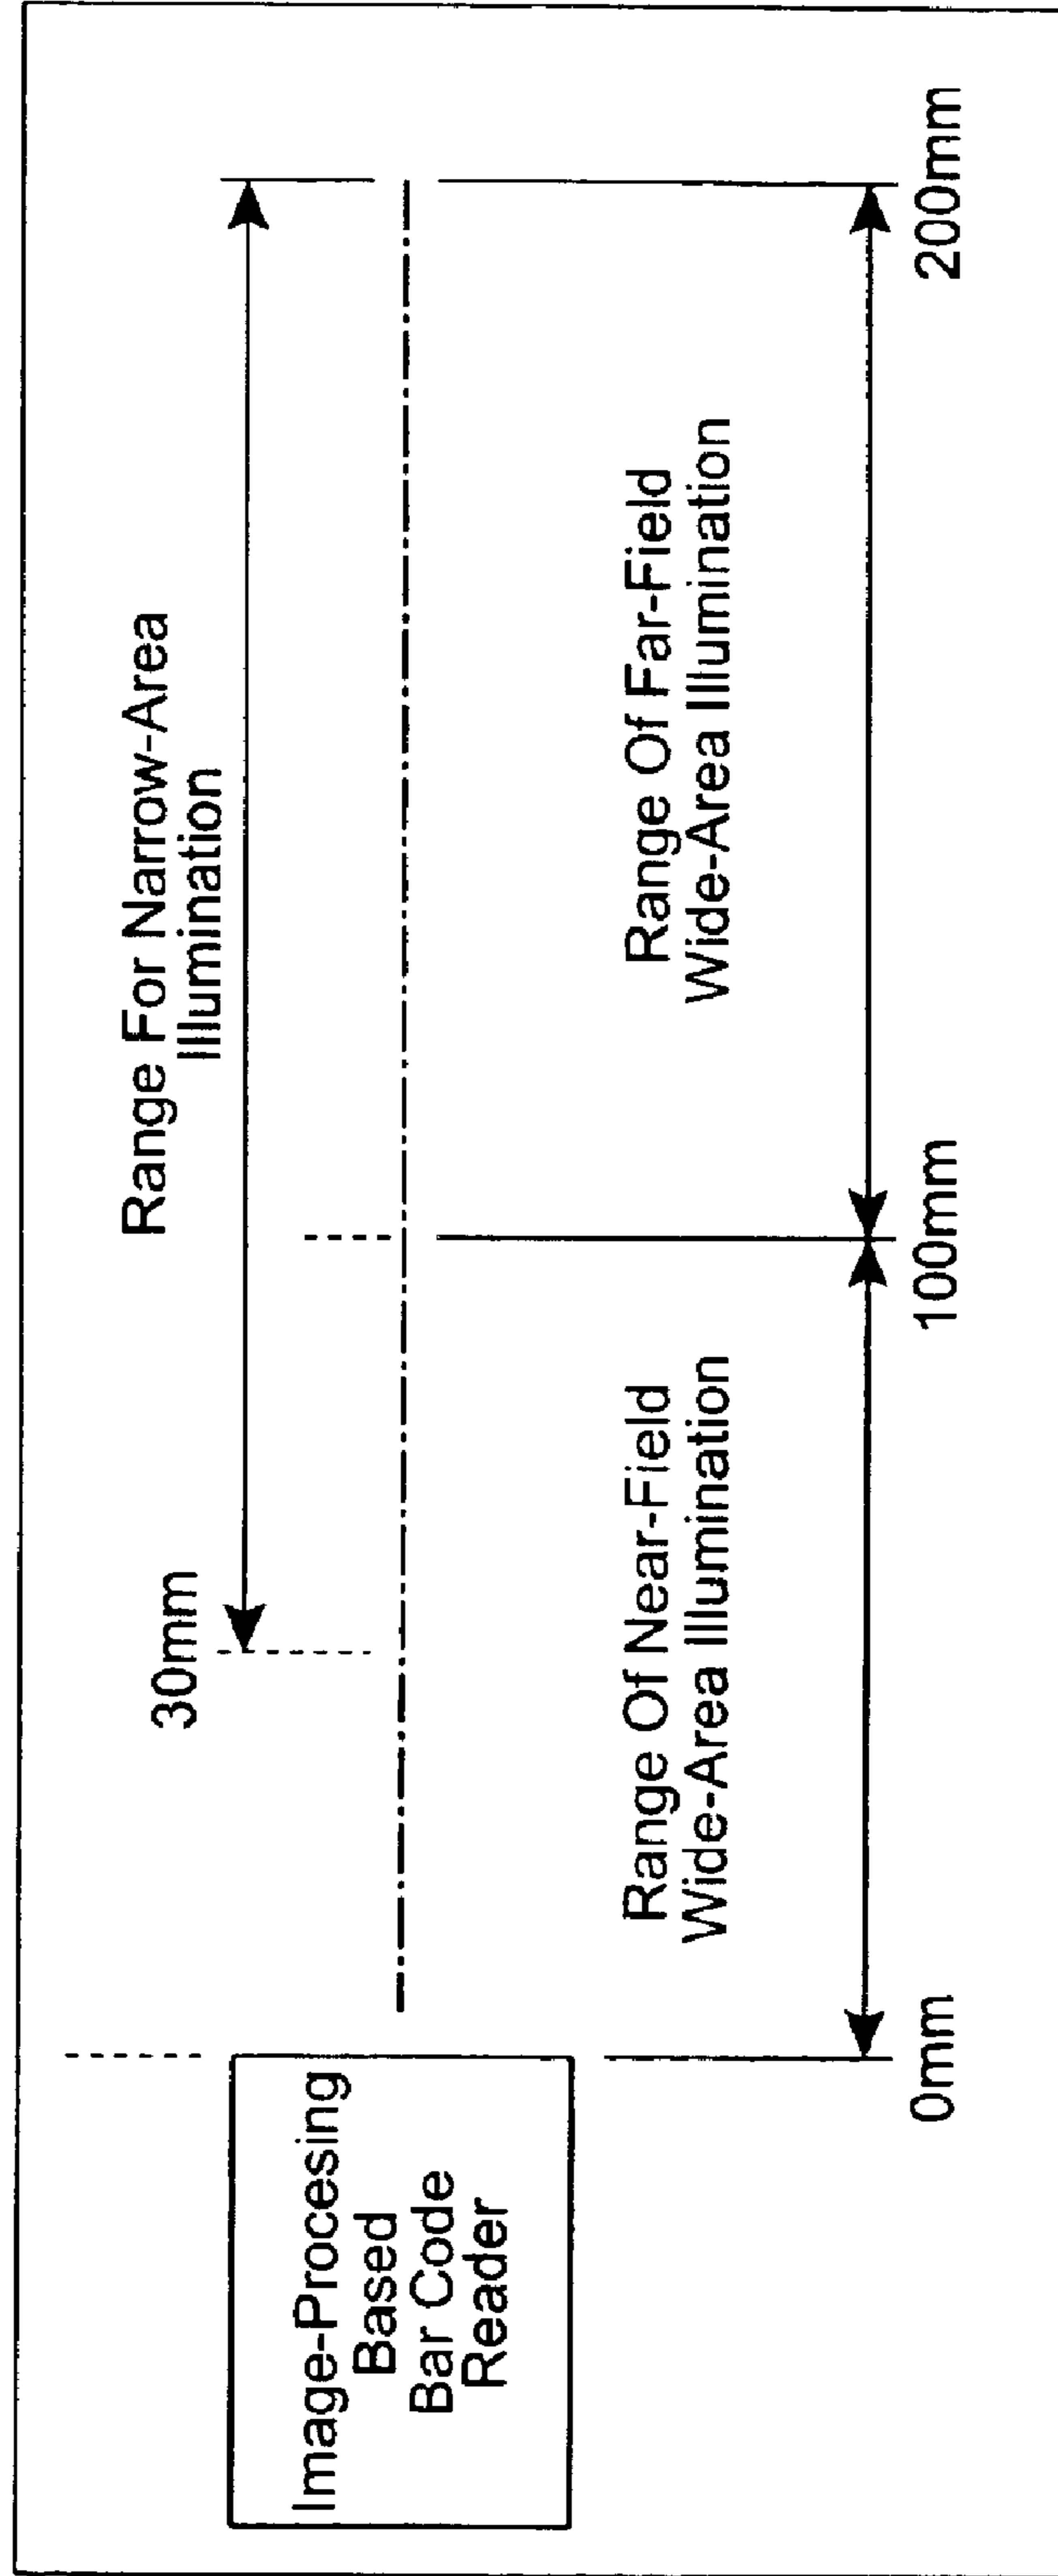 Range For Narrow-Area
Illumination
30mm
Image-Procesing
Based
Bar Code
Reader
Range Of Near-Field
Wide-Area Illumination
Range Of Far-Field
Wide-Area Illumination
0mm
100mm
200mm